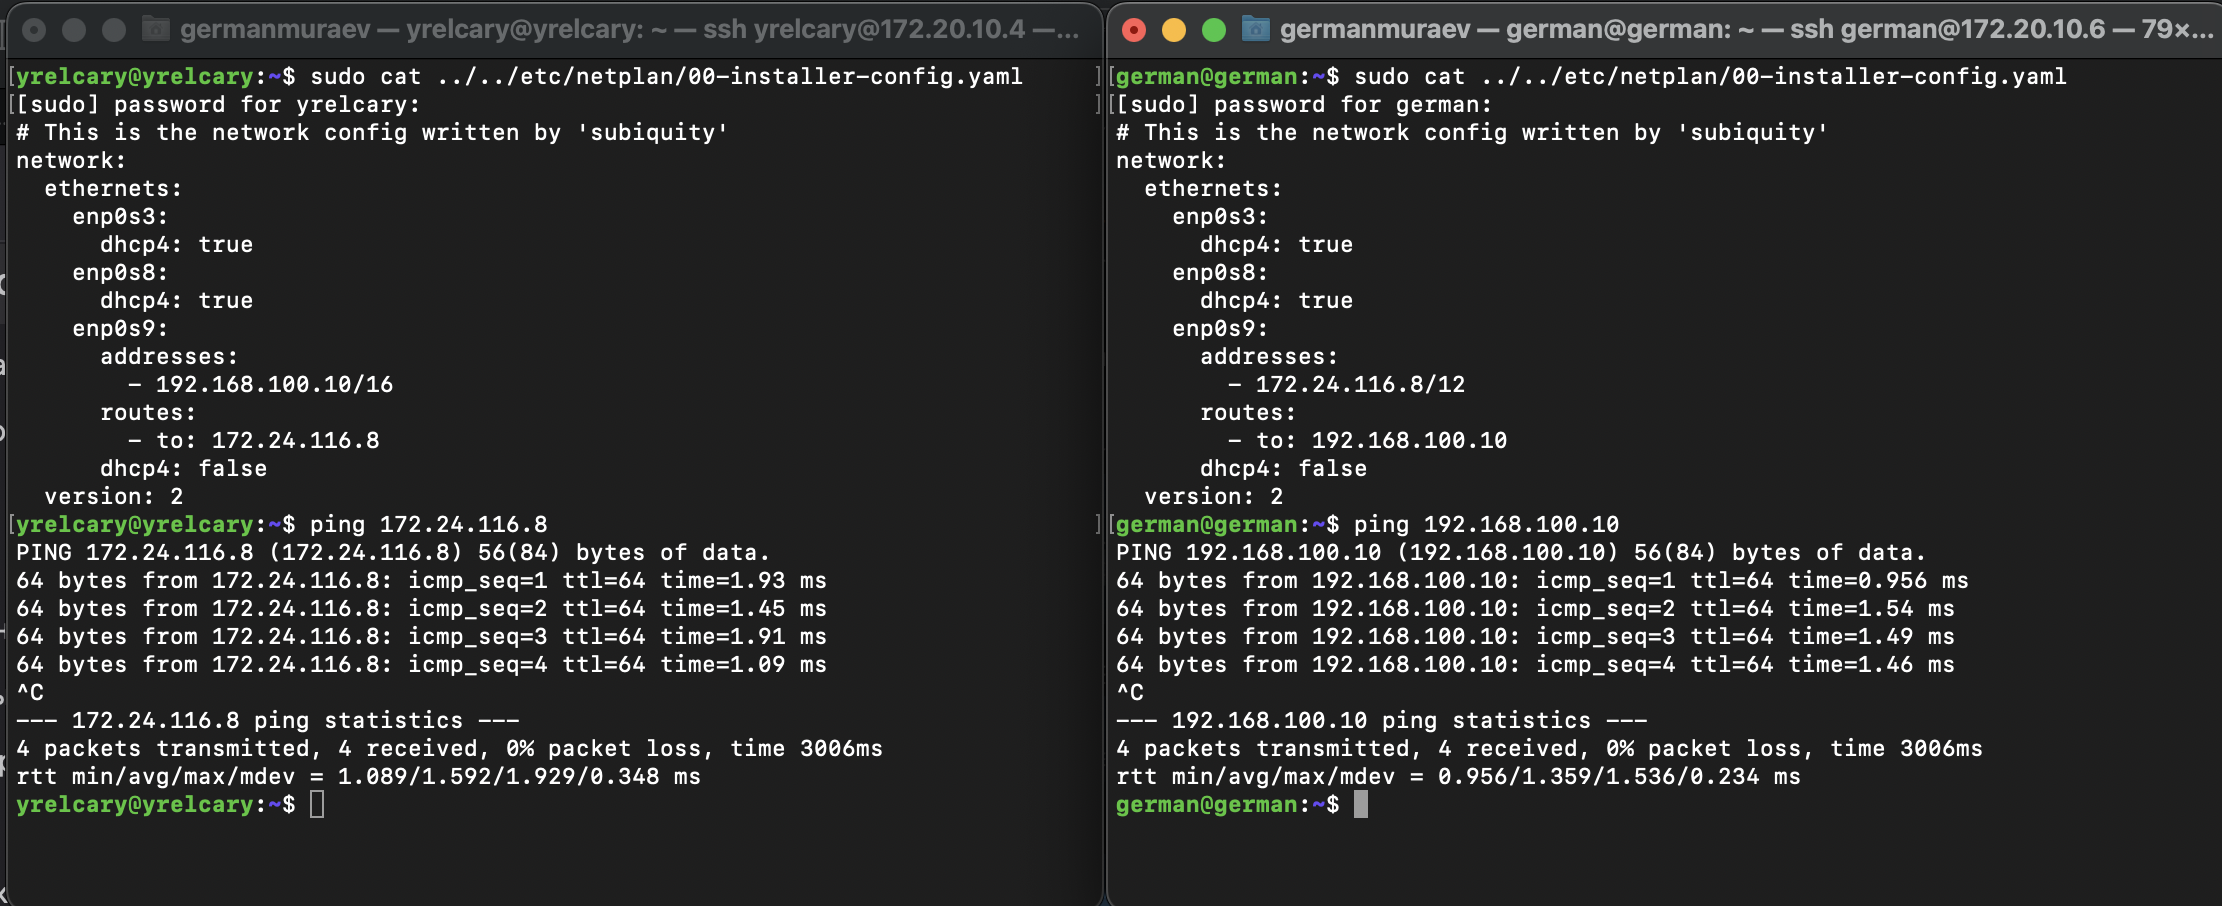 germanmuraev — yrelcary@yrelcary: ~ — ssh yrelcary@172.20.10.4 —...
[yrelcary@yrelcary:~$ sudo cat ../../etc/netplan/00-installer-config.yaml ]
[[sudo] password for yrelcary: ]
# This is the network config written by 'subiquity'
network:
  ethernets:
    enp0s3:
      dhcp4: true
    enp0s8:
      dhcp4: true
    enp0s9:
      addresses:
        - 192.168.100.10/16
      routes:
        - to: 172.24.116.8
      dhcp4: false
  version: 2
[yrelcary@yrelcary:~$ ping 172.24.116.8 ]
PING 172.24.116.8 (172.24.116.8) 56(84) bytes of data.
64 bytes from 172.24.116.8: icmp_seq=1 ttl=64 time=1.93 ms
64 bytes from 172.24.116.8: icmp_seq=2 ttl=64 time=1.45 ms
64 bytes from 172.24.116.8: icmp_seq=3 ttl=64 time=1.91 ms
64 bytes from 172.24.116.8: icmp_seq=4 ttl=64 time=1.09 ms
^C
--- 172.24.116.8 ping statistics ---
4 packets transmitted, 4 received, 0% packet loss, time 3006ms
rtt min/avg/max/mdev = 1.089/1.592/1.929/0.348 ms
yrelcary@yrelcary:~$
germanmuraev — german@german: ~ — ssh german@172.20.10.6 — 79×...
[german@german:~$ sudo cat ../../etc/netplan/00-installer-config.yaml
[[sudo] password for german:
# This is the network config written by 'subiquity'
network:
  ethernets:
    enp0s3:
      dhcp4: true
    enp0s8:
      dhcp4: true
    enp0s9:
      addresses:
        - 172.24.116.8/12
      routes:
        - to: 192.168.100.10
      dhcp4: false
  version: 2
[german@german:~$ ping 192.168.100.10
PING 192.168.100.10 (192.168.100.10) 56(84) bytes of data.
64 bytes from 192.168.100.10: icmp_seq=1 ttl=64 time=0.956 ms
64 bytes from 192.168.100.10: icmp_seq=2 ttl=64 time=1.54 ms
64 bytes from 192.168.100.10: icmp_seq=3 ttl=64 time=1.49 ms
64 bytes from 192.168.100.10: icmp_seq=4 ttl=64 time=1.46 ms
^C
--- 192.168.100.10 ping statistics ---
4 packets transmitted, 4 received, 0% packet loss, time 3006ms
rtt min/avg/max/mdev = 0.956/1.359/1.536/0.234 ms
german@german:~$